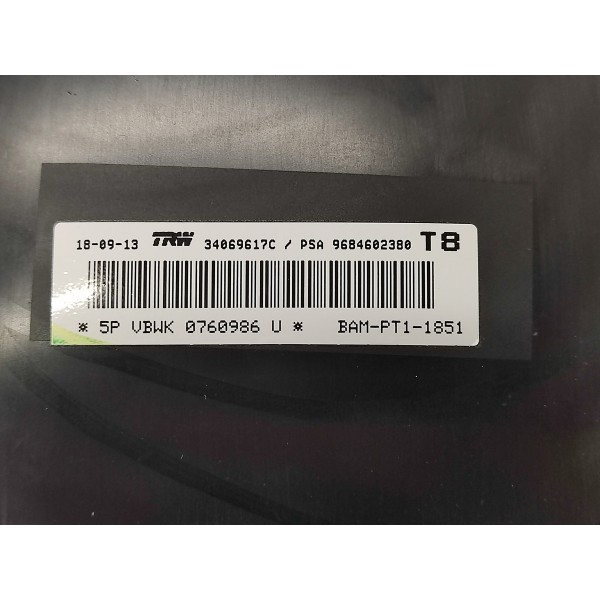 18-09-13 TRW 34069617C / PSA 9684602380 T8
* 5P VBWK 0760986 U * BAM-PT1-1851